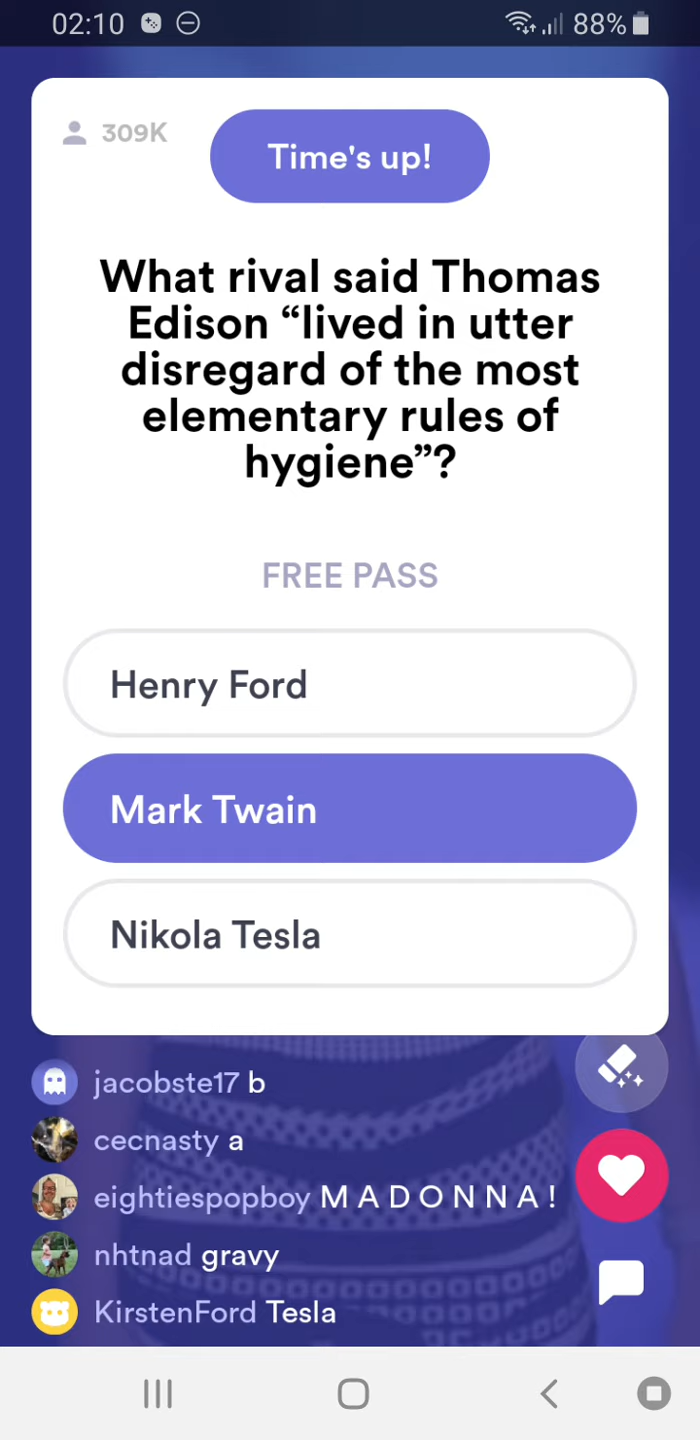 02:10
88%
309K
Time's up!
What rival said Thomas
Edison “lived in utter
disregard of the most
elementary rules of
hygiene”?
FREE PASS
Henry Ford
Mark Twain
Nikola Tesla
jacobste17 b
cecnasty a
eightiespopboy M A D O N N A !
nhtnad gravy
KirstenFord Tesla